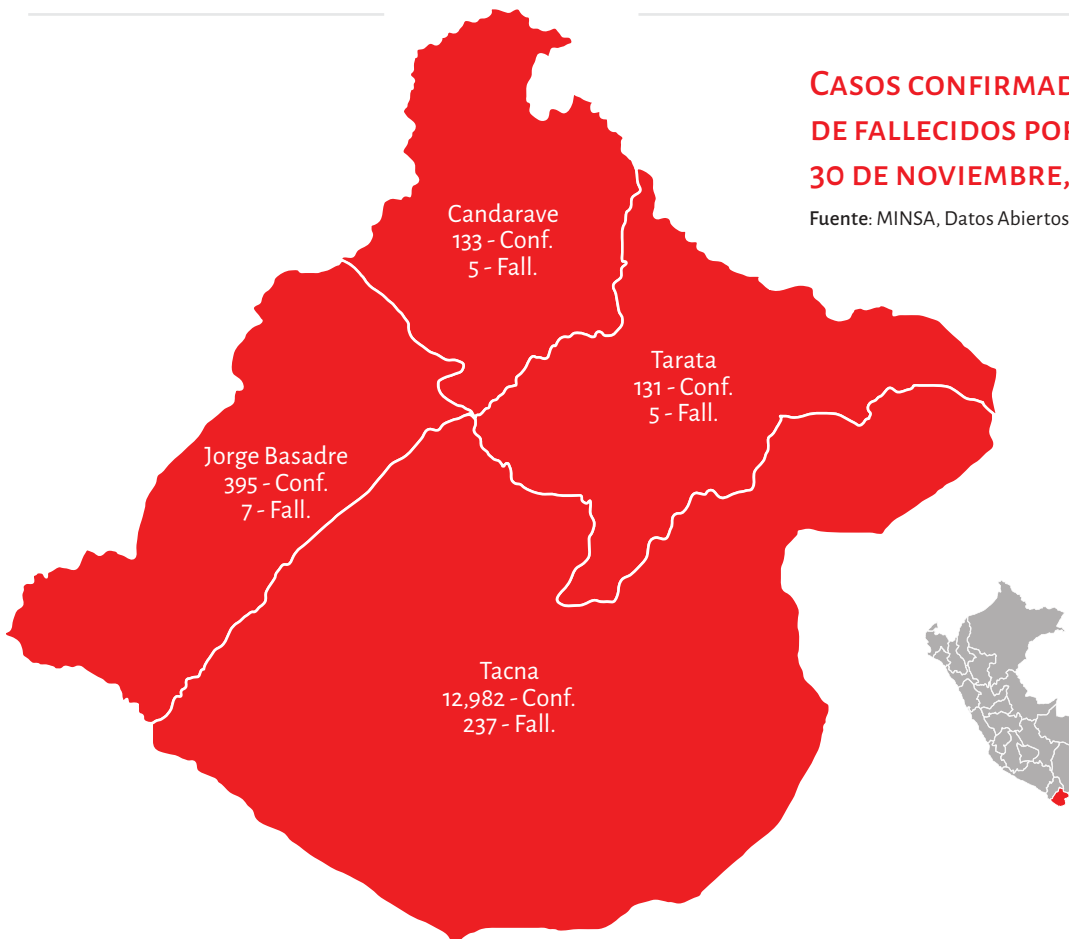 CASOS CONFIRMAD
DE FALLECIDOS POR
30 DE NOVIEMBRE,
Fuente: MINSA, Datos Abiertos
Candarave
133 - Conf.
5 - Fall.
Tarata
131 - Conf.
5 - Fall.
Jorge Basadre
395 - Conf.
7 - Fall.
Tacna
12,982 - Conf.
237 - Fall.